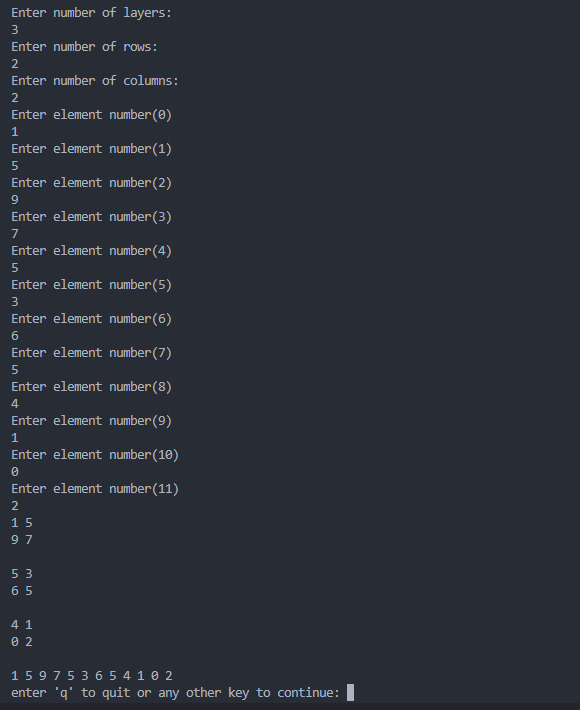 Enter number of layers:
3
Enter number of rows:
2
Enter number of columns:
2
Enter element number(0)
1
Enter element number(1)
5
Enter element number(2)
9
Enter element number(3)
7
Enter element number(4)
5
Enter element number(5)
3
Enter element number(6)
6
Enter element number(7)
5
Enter element number(8)
4
Enter element number(9)
1
Enter element number(10)
0
Enter element number(11)
2
1 5
9 7
5 3
6 5
4 1
0 2
1 5 9 7 5 3 6 5 4 1 0 2
enter 'q' to quit or any other key to continue: